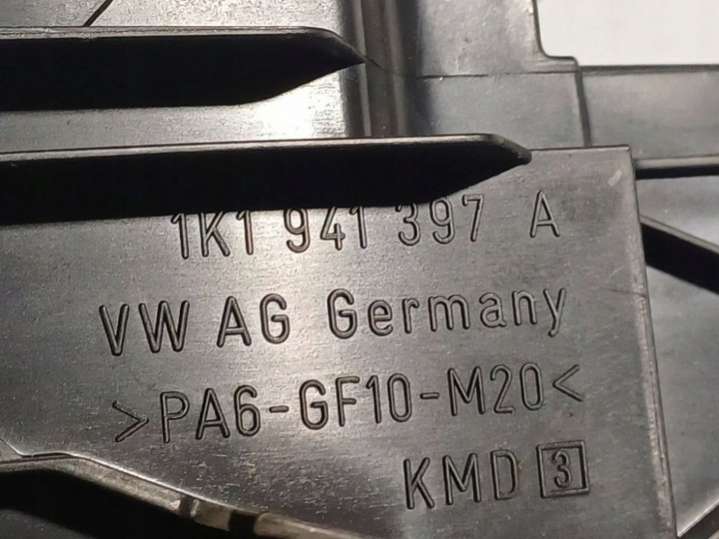 1K1 941 397 A
VW AG Germany
>PA6-GF10-M20<
KMD 3